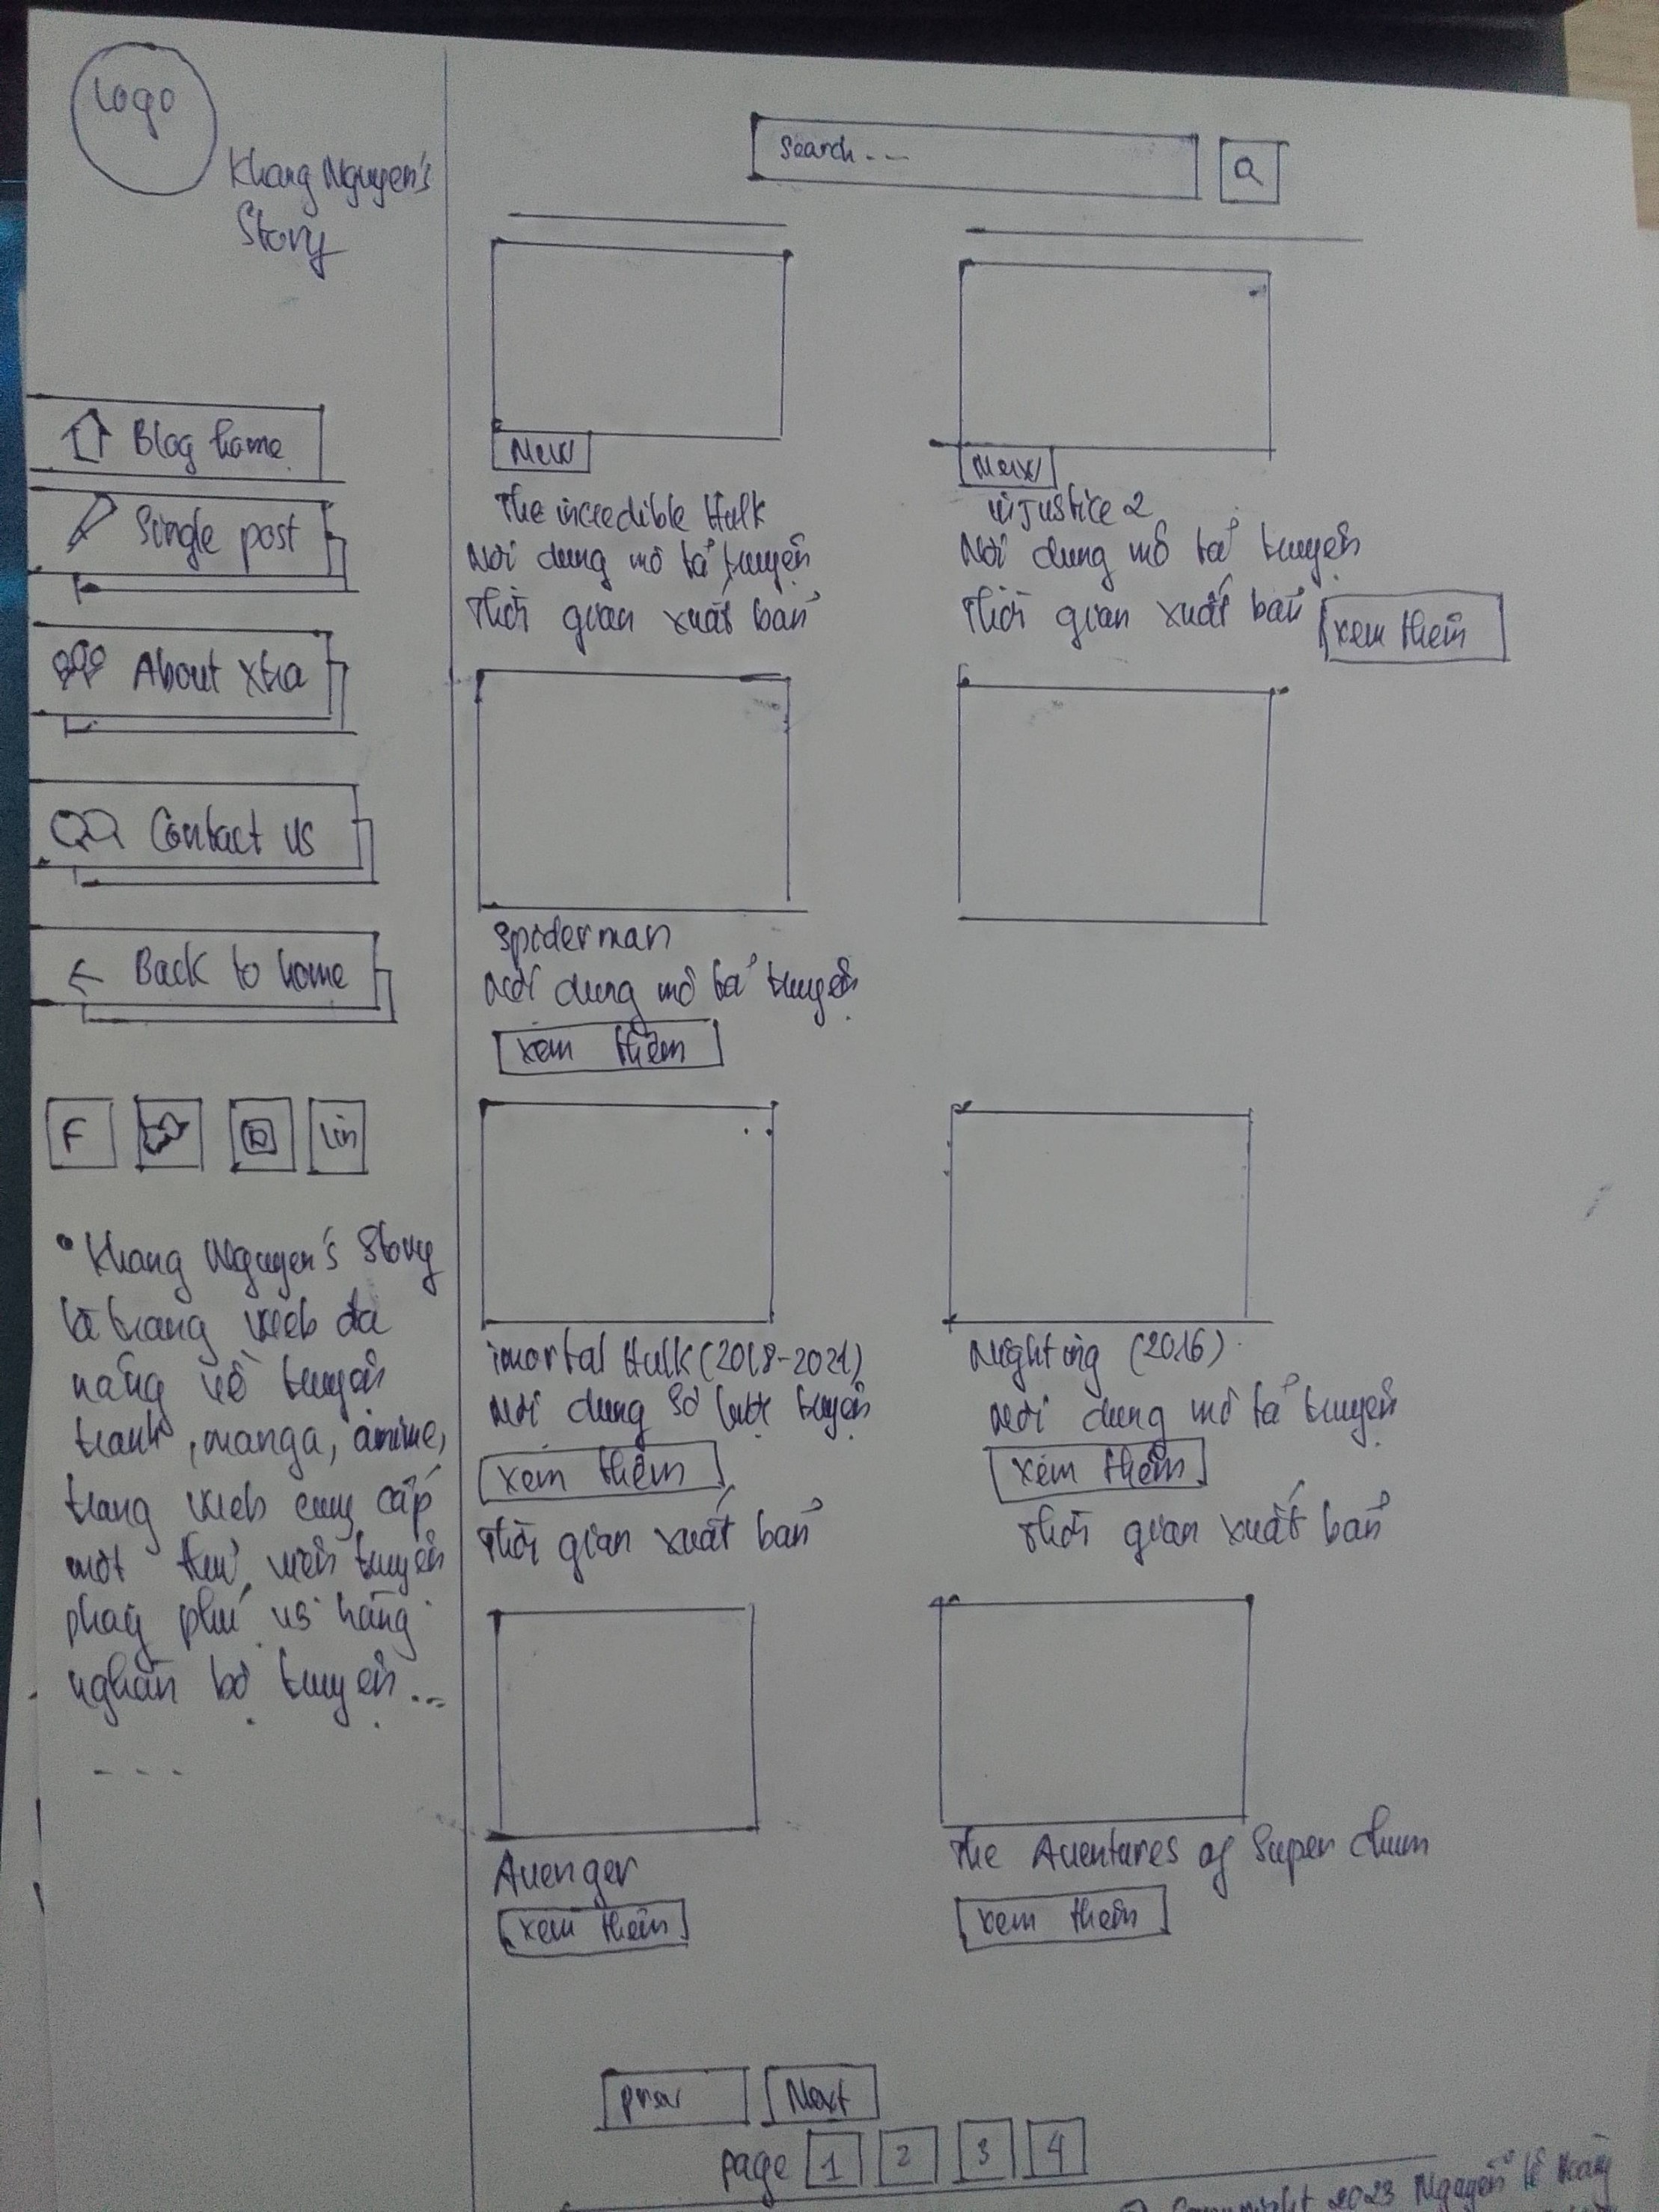 Logo
Khang Nguyen's
Story
Blog home
Single post
About Xtra
Contact us
Back to home
F
in
• Khang Nguyen's Story
là trang web đa
năng về truyện
tranh, manga, anime,
trang web cung cấp
một thư viện truyện
phong phú với hàng
nghàn bộ truyện...
- - -
Search ---
New
The incredible Hulk
Nội dung mô tả truyện
Thời gian xuất bản
New
injustice 2
Nội dung mô tả truyện
Thời gian xuất bản
xem thêm
Spiderman
Nội dung mô tả truyện
xem thêm
imortal Hulk (2018-2021)
Nội dung sơ lược truyện
xem thêm
Thời gian xuất bản
Nighting (2016)
Nội dung mô tả truyện
xem thêm
Thời gian xuất bản
Avenger
xem thêm
The Aventures of Super
xem thêm
prev
Next
page 1 2 3 4
Copyright 2023 Nguyễn lê